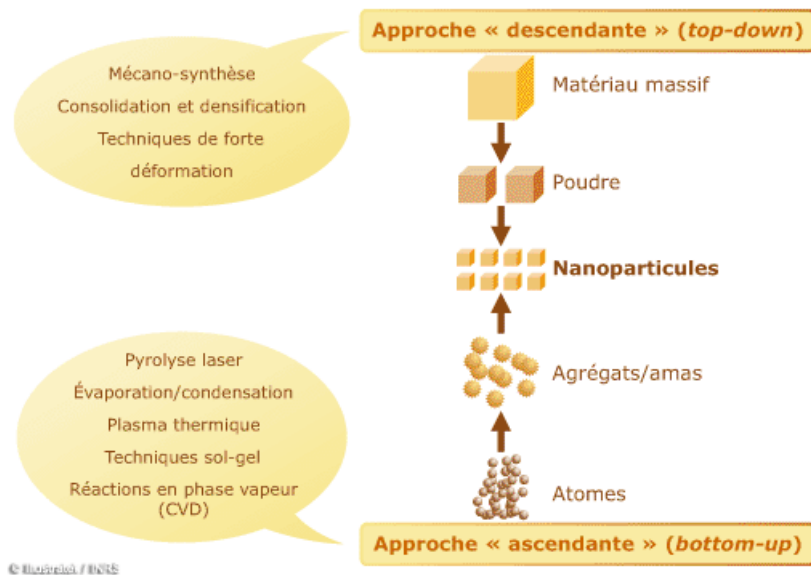 Approche « descendante » (top-down)
Mécano-synthèse
Consolidation et densification
Techniques de forte
déformation
Matériau massif
Poudre
Nanoparticules
Agrégats/amas
Atomes
Pyrolyse laser
Évaporation/condensation
Plasma thermique
Techniques sol-gel
Réactions en phase vapeur
(CVD)
Approche « ascendante » (bottom-up)
© Illustratek / INRS